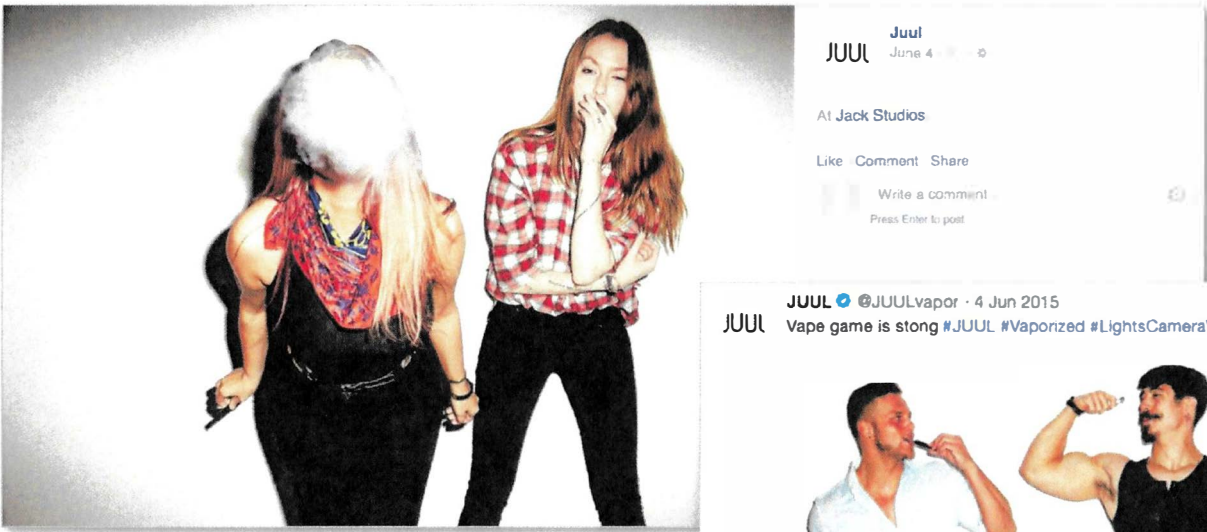 JUUL
Juul
June 4
At Jack Studios
Like Comment Share
Write a comment
Press Enter to post
JUUL
JUUL @JUULvapor · 4 Jun 2015
Vape game is stong #JUUL #Vaporized #LightsCamera